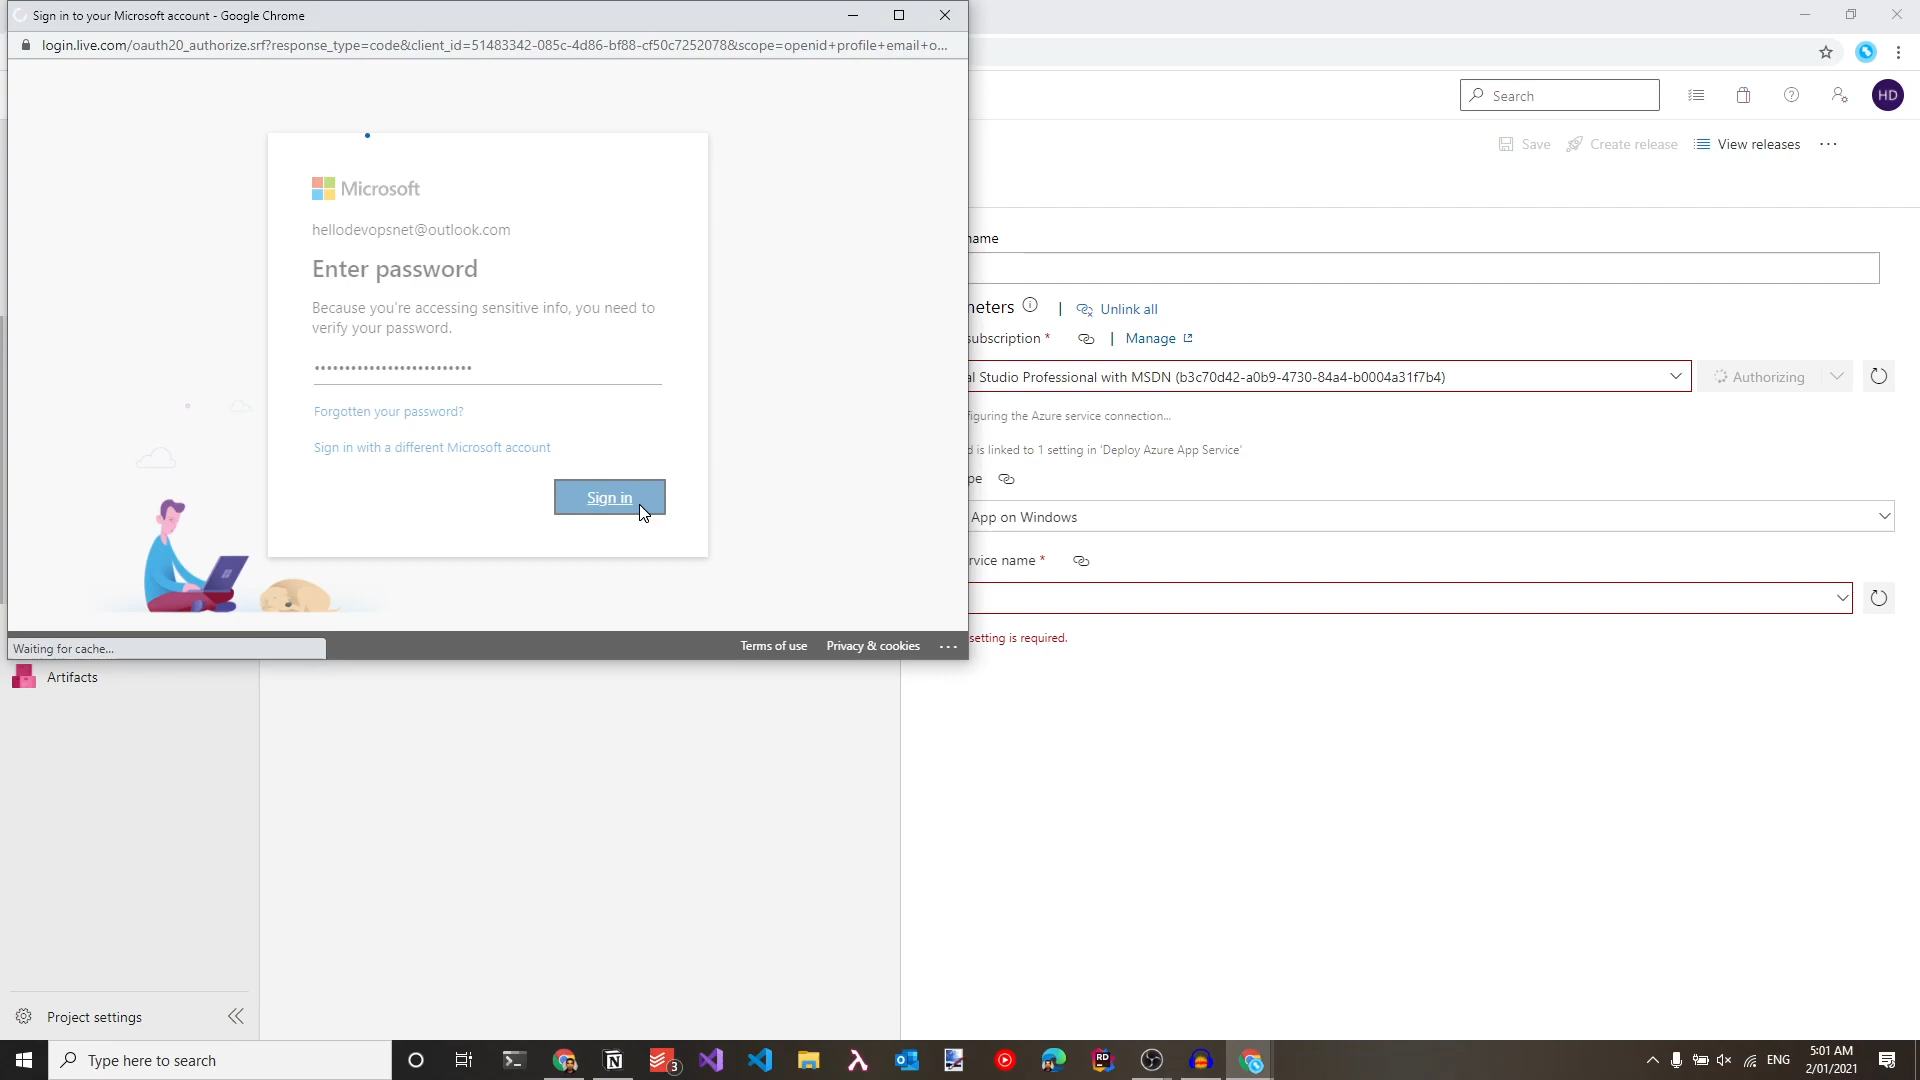 Sign in to your Microsoft account - Google Chrome
login.live.com/oauth20_authorize.srf?response_type=code&client_id=51483342-085c-4d86-bf88-cf50c7252078&scope=openid+profile+email+o...
Microsoft
hellodevopsnet@outlook.com
Enter password
Because you're accessing sensitive info, you need to
verify your password.
••••••••••••••••••••••••••
Forgotten your password?
Sign in with a different Microsoft account
Sign in
Waiting for cache...
Terms of use
Privacy & cookies
Search
HD
Save
Create release
View releases
name
meters
Unlink all
subscription *
Manage
al Studio Professional with MSDN (b3c70d42-a0b9-4730-84a4-b0004a31f7b4)
Authorizing
figuring the Azure service connection...
d is linked to 1 setting in 'Deploy Azure App Service'
pe
App on Windows
rvice name *
setting is required.
Artifacts
Project settings
Type here to search
3
RD
ENG
5:01 AM
2/01/2021